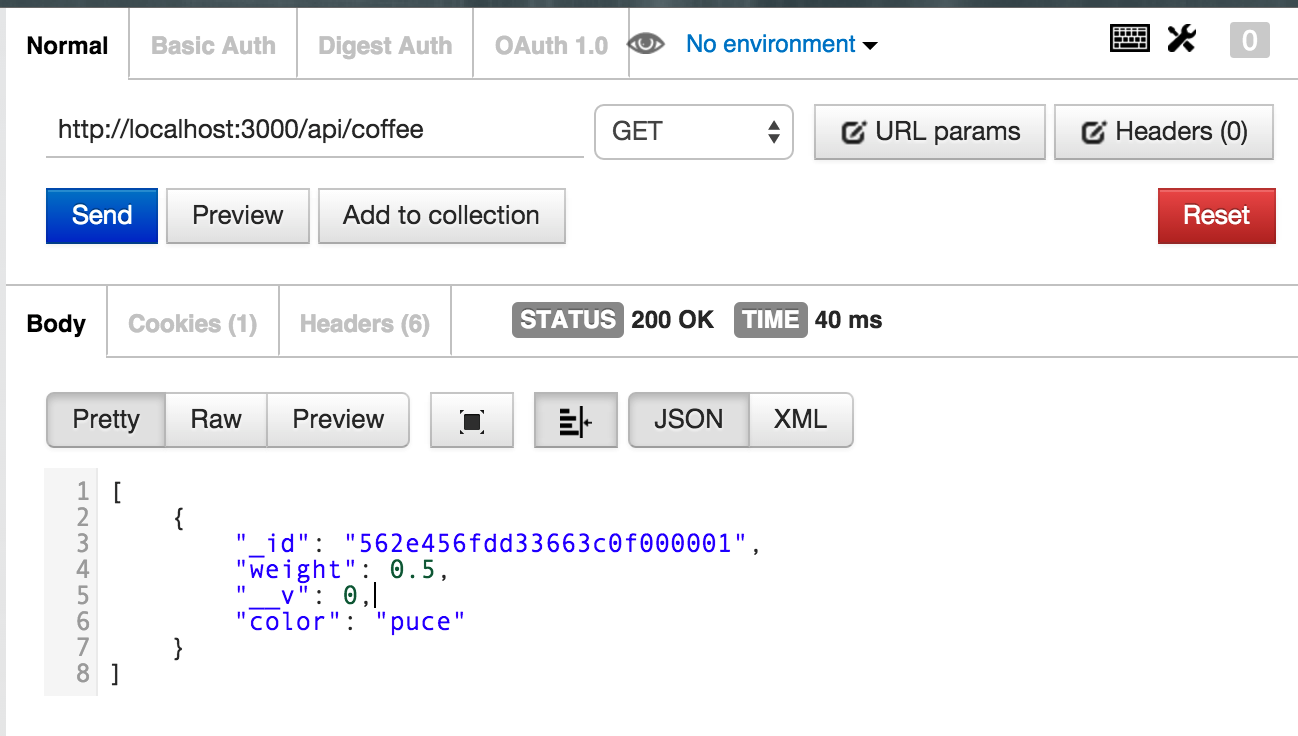 Normal Basic Auth Digest Auth OAuth 1.0 No environment 0
http://localhost:3000/api/coffee GET URL params Headers (0)
Send Preview Add to collection Reset
Body Cookies (1) Headers (6) STATUS 200 OK TIME 40 ms
Pretty Raw Preview JSON XML
1 [
2 {
3 "_id": "562e456fdd33663c0f000001",
4 "weight": 0.5,
5 "__v": 0,
6 "color": "puce"
7 }
8 ]